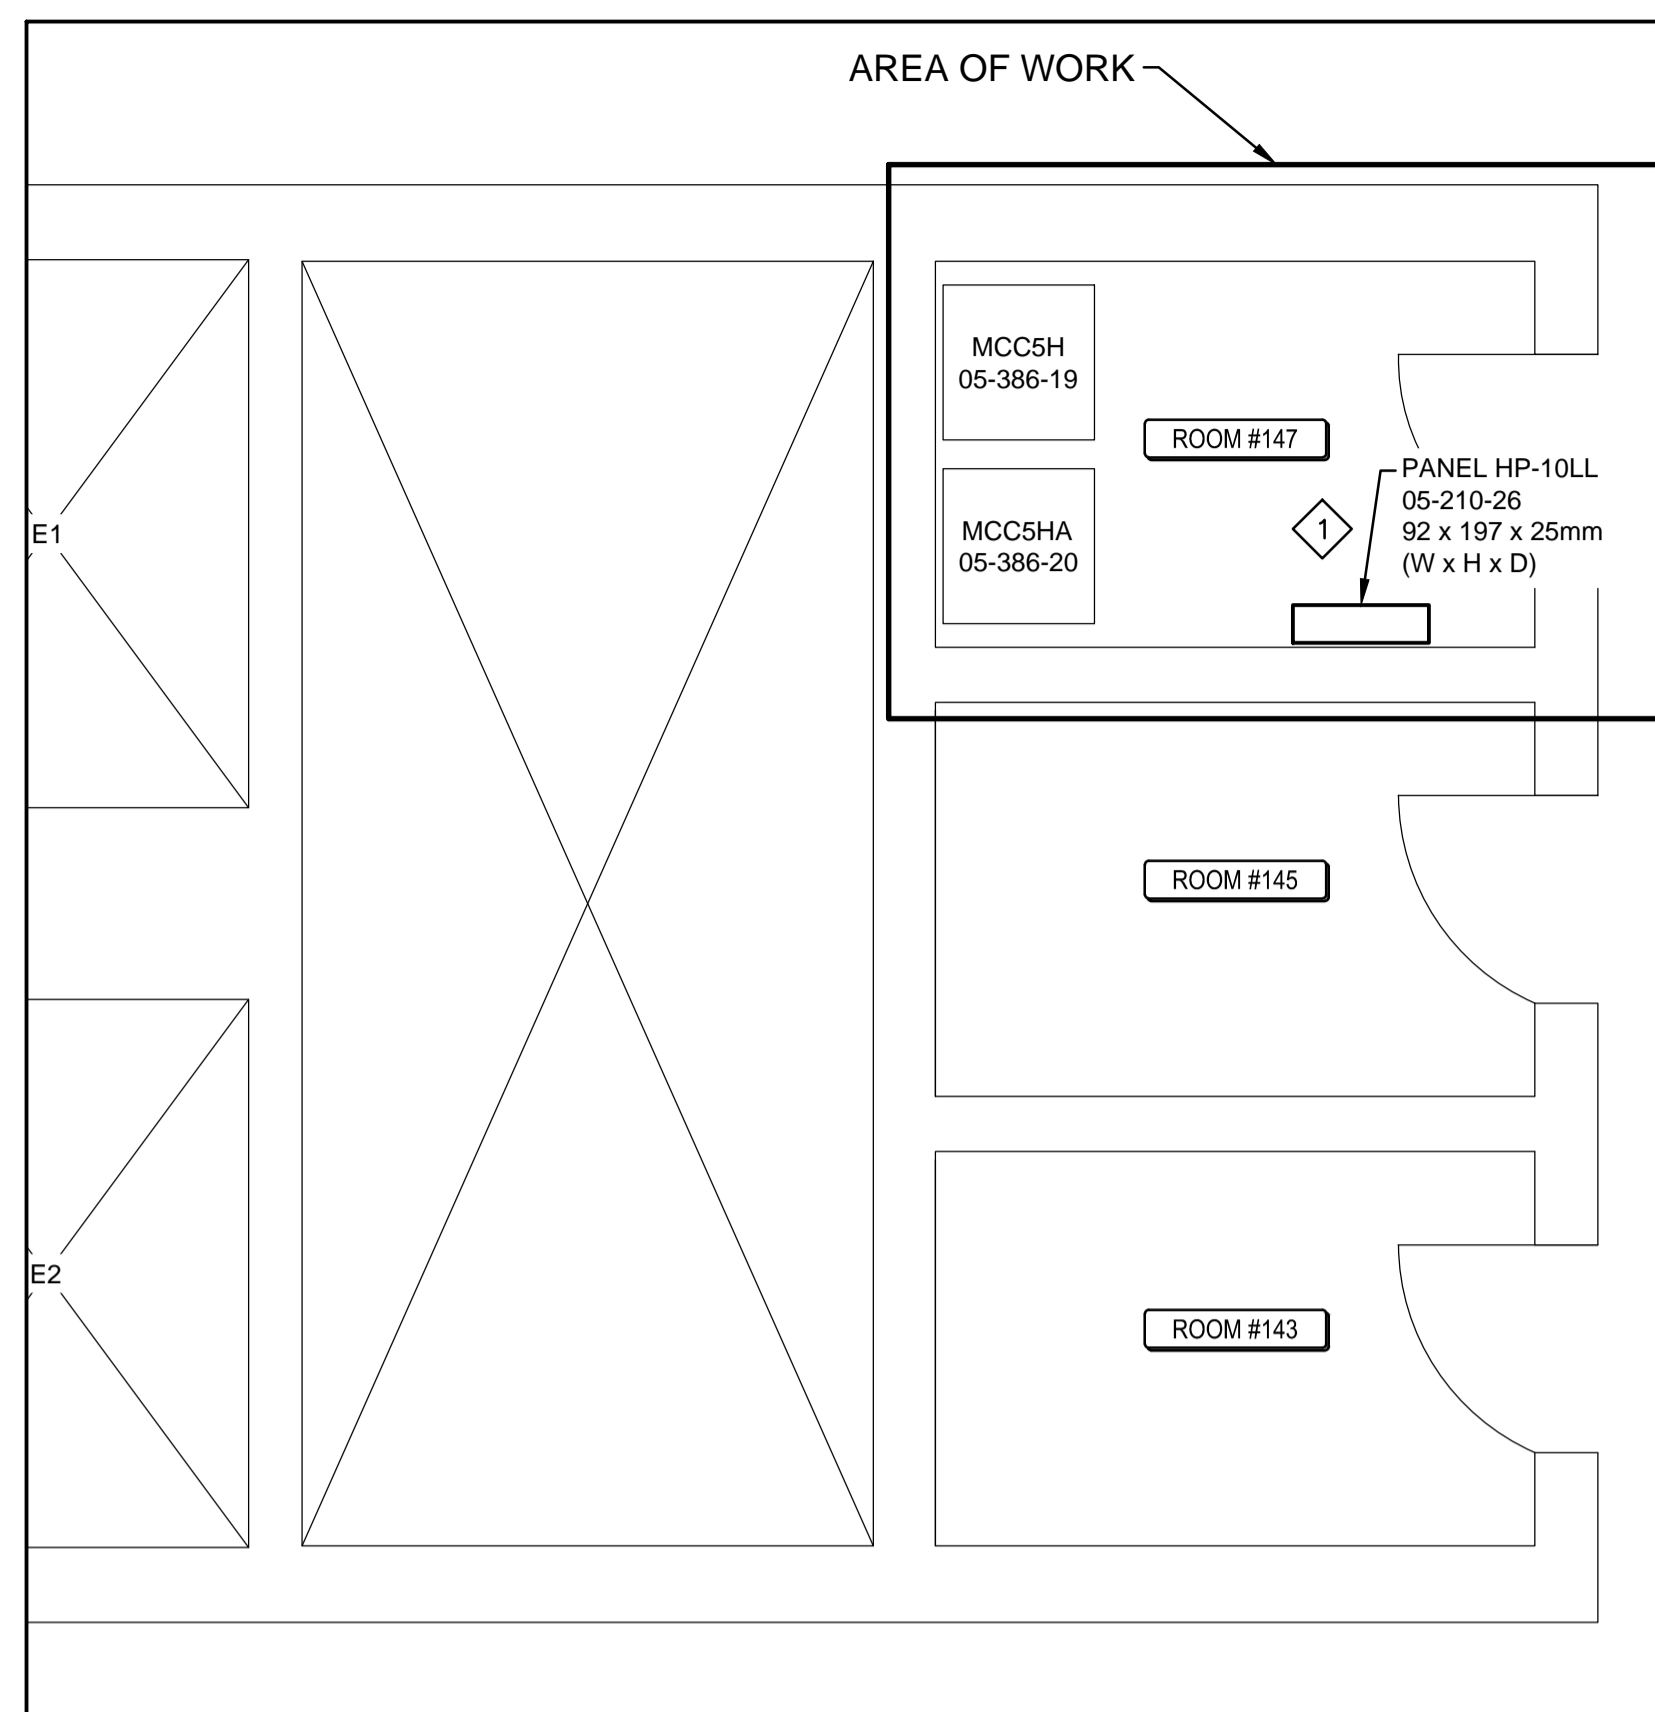 AREA OF WORK
MCC5H
05-386-19
ROOM #147
PANEL HP-10LL
05-210-26
92 x 197 x 25mm
(W x H x D)
1
MCC5HA
05-386-20
E1
ROOM #145
E2
ROOM #143